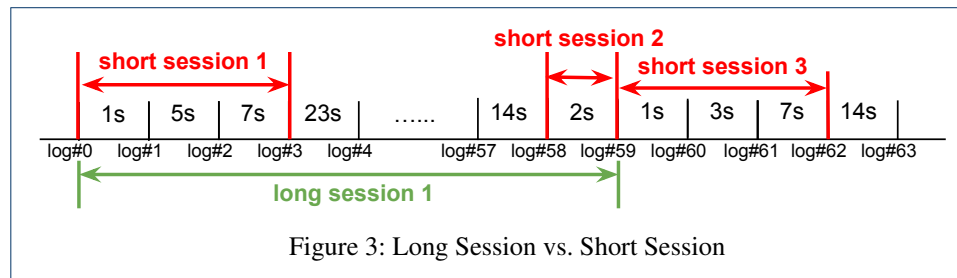 short session 2
short session 1
short session 3
1s 5s 7s 23s …... 14s 2s 1s 3s 7s 14s
log#0 log#1 log#2 log#3 log#4 log#57 log#58 log#59 log#60 log#61 log#62 log#63
long session 1
Figure 3: Long Session vs. Short Session